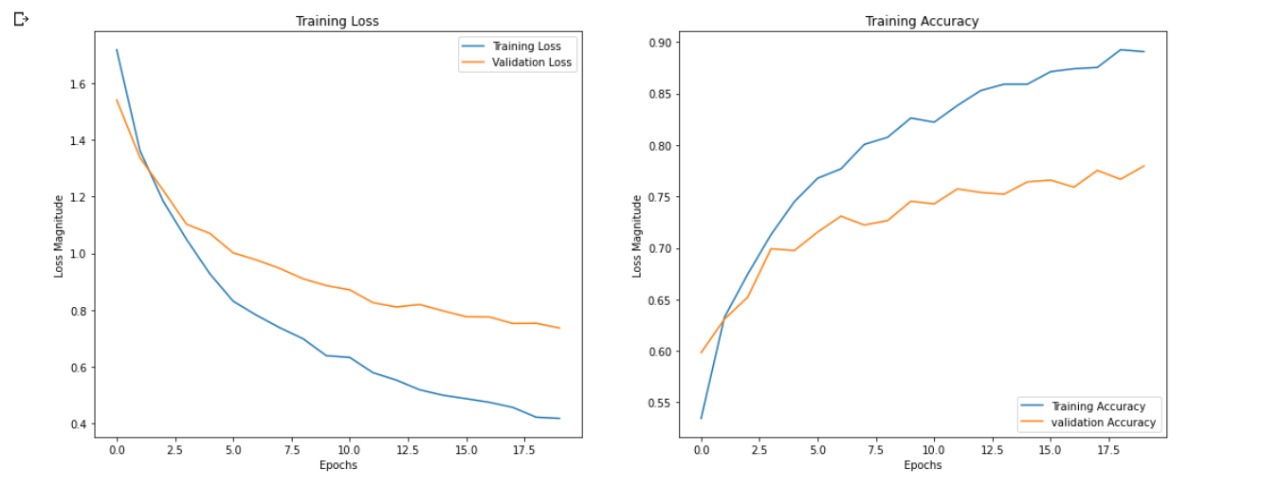 Training Loss
Training Loss
Validation Loss
1.6
1.4
1.2
1.0
0.8
0.6
0.4
Loss Magnitude
0.0 2.5 5.0 7.5 10.0 12.5 15.0 17.5
Epochs
Training Accuracy
0.90
0.85
0.80
0.75
0.70
0.65
0.60
0.55
Loss Magnitude
Training Accuracy
validation Accuracy
0.0 2.5 5.0 7.5 10.0 12.5 15.0 17.5
Epochs